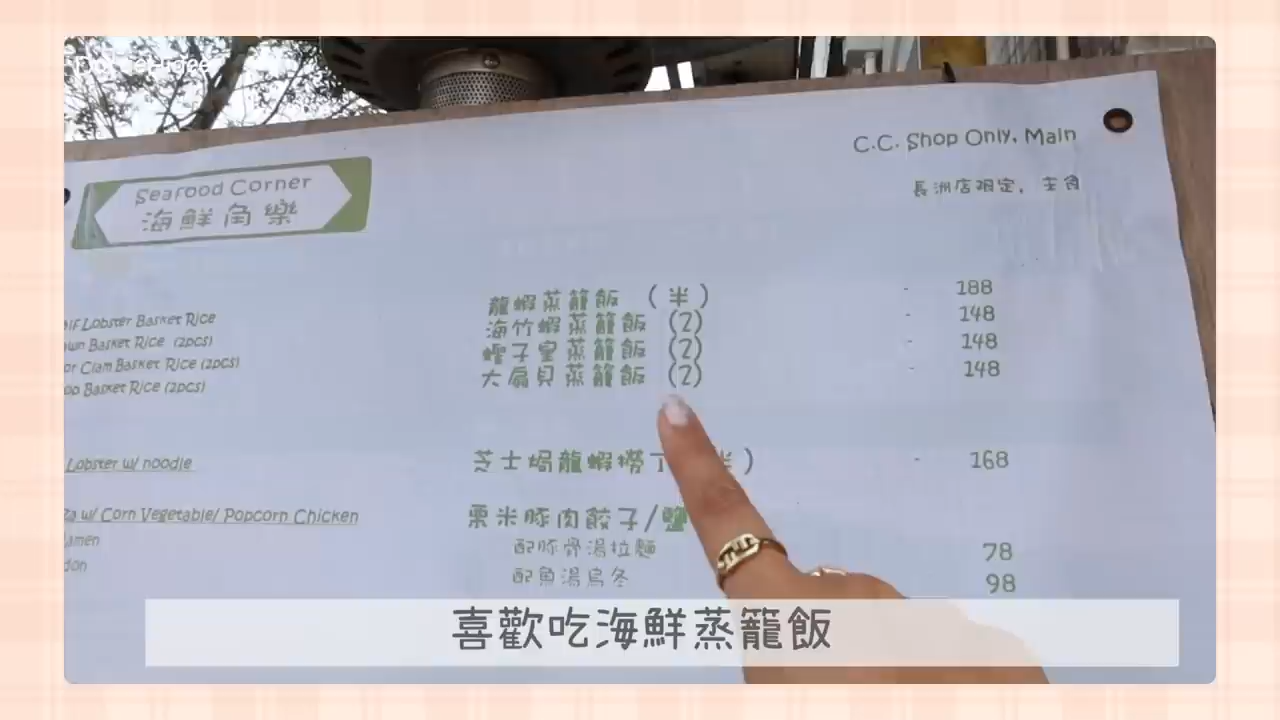 C.C. Shop Only, Main
長洲店限定, 主食
Seafood Corner
海鮮角樂
Lobster Basket Rice
龍蝦蒸籠飯 (半) - 188
Basket Rice (2pcs)
海竹蝦蒸籠飯 (2) - 148
Clam Basket Rice (2pcs)
蟶子皇蒸籠飯 (2) - 148
Basket Rice (2pcs)
大扇貝蒸籠飯 (2) - 148
Lobster w/ noodle
芝士焗龍蝦撈丁 ) - 168
w/ Corn Vegetable/ Popcorn Chicken
栗米豚肉餃子/鹽
配豚骨湯拉麵 78
配魚湯烏冬 98
喜歡吃海鮮蒸籠飯